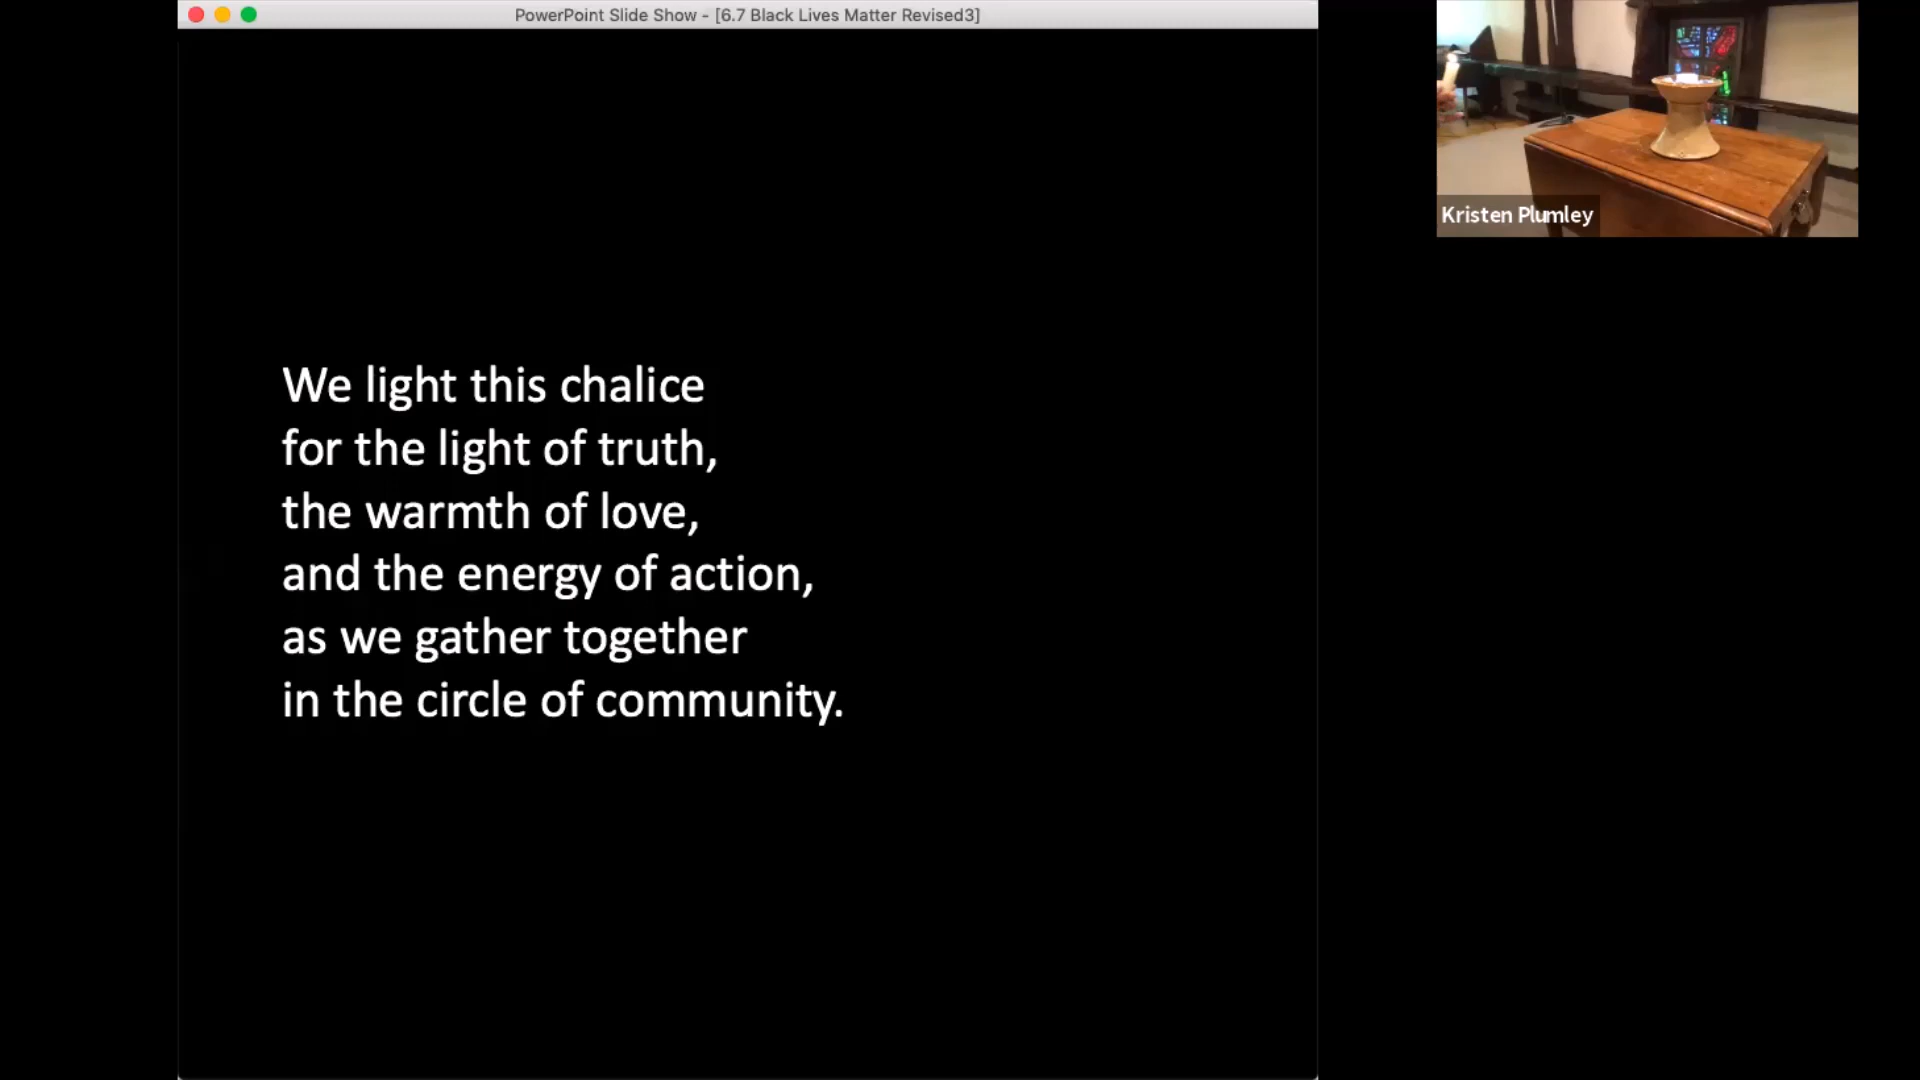 PowerPoint Slide Show - [6.7 Black Lives Matter Revised3]
We light this chalice
for the light of truth,
the warmth of love,
and the energy of action,
as we gather together
in the circle of community.
Kristen Plumley